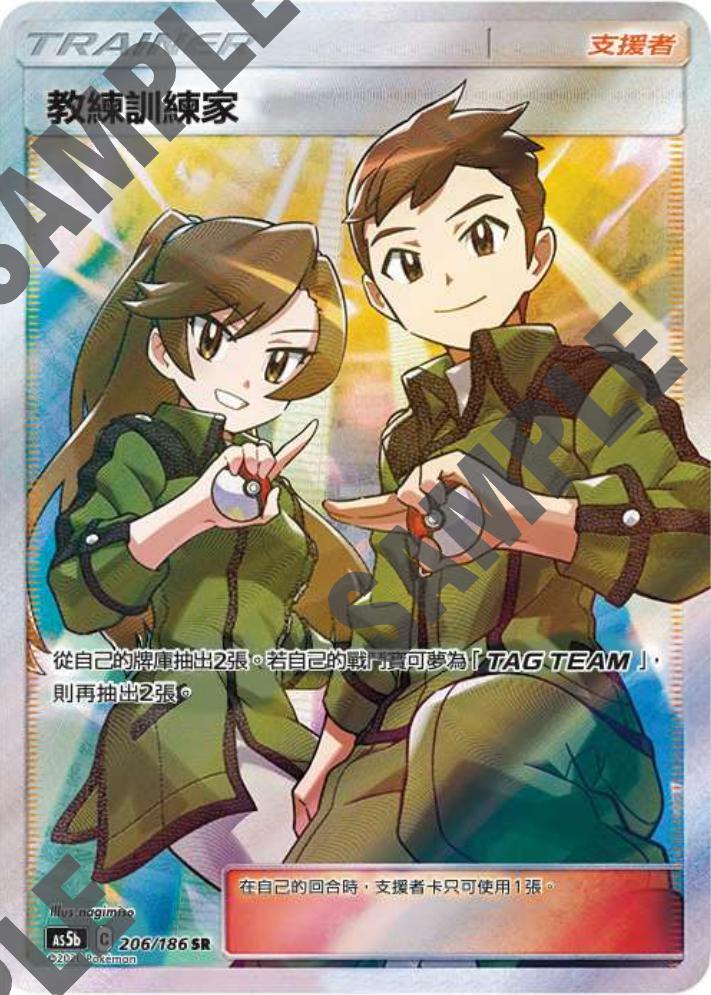 TRAINER
支援者
教練訓練家
從自己的牌庫抽出2張。若自己的戰鬥寶可夢為「TAG TEAM」，
則再抽出2張。
在自己的回合時，支援者卡只可使用1張。
Illus. nagimiso
AS5b C 206/186 SR
Pokémon
SAMPLE
SAMPLE
SAMPLE